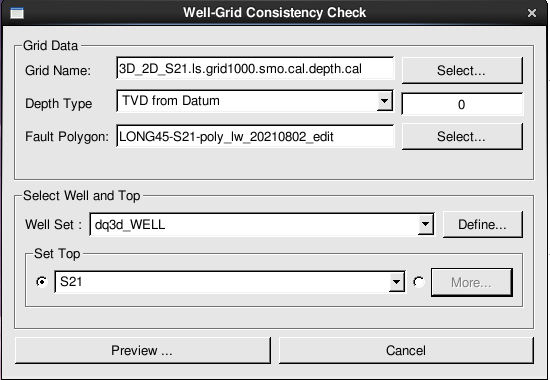 Well-Grid Consistency Check
Grid Data
Grid Name: 3D_2D_S21.ls.grid1000.smo.cal.depth.cal Select...
Depth Type TVD from Datum 0
Fault Polygon: LONG45-S21-poly_lw_20210802_edit Select...
Select Well and Top
Well Set : dq3d_WELL Define...
Set Top
S21 More...
Preview ... Cancel